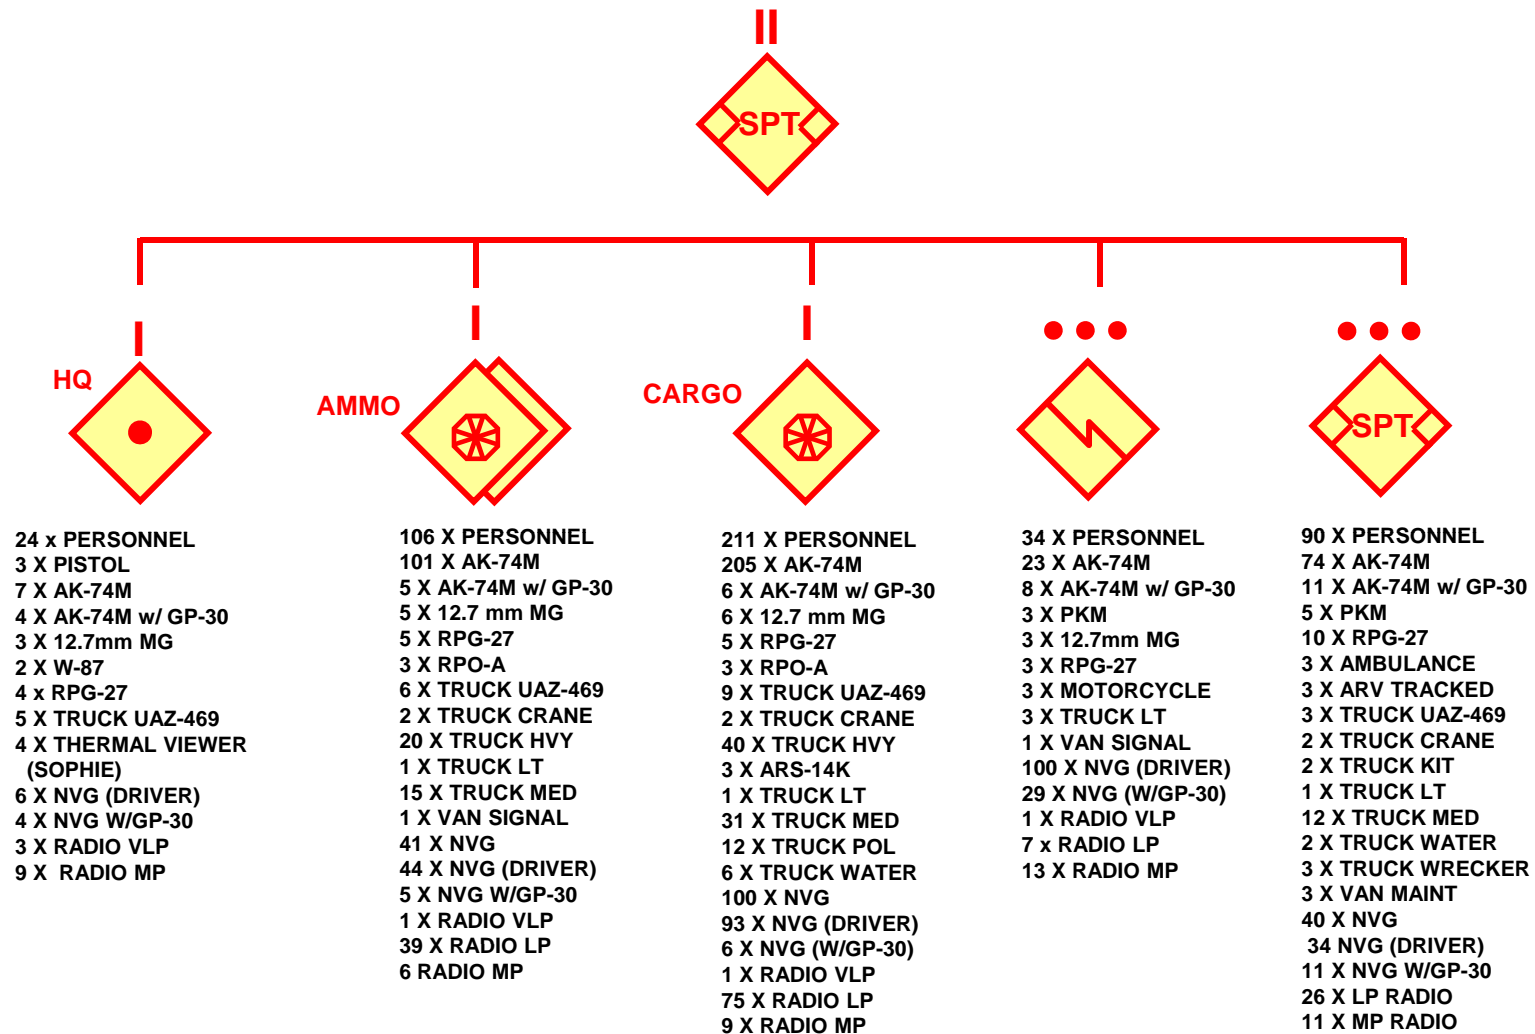 SPT
HQ
24 x PERSONNEL
3 X PISTOL
7 X AK-74M
4 X AK-74M w/ GP-30
3 X 12.7mm MG
2 X W-87
4 x RPG-27
5 X TRUCK UAZ-469
4 X THERMAL VIEWER
(SOPHIE)
6 X NVG (DRIVER)
4 X NVG W/GP-30
3 X RADIO VLP
9 X RADIO MP
AMMO
106 X PERSONNEL
101 X AK-74M
5 X AK-74M w/ GP-30
5 X 12.7 mm MG
5 X RPG-27
3 X RPO-A
6 X TRUCK UAZ-469
2 X TRUCK CRANE
20 X TRUCK HVY
1 X TRUCK LT
15 X TRUCK MED
1 X VAN SIGNAL
41 X NVG
44 X NVG (DRIVER)
5 X NVG W/GP-30
1 X RADIO VLP
39 X RADIO LP
6 RADIO MP
CARGO
211 X PERSONNEL
205 X AK-74M
6 X AK-74M w/ GP-30
6 X 12.7 mm MG
5 X RPG-27
3 X RPO-A
9 X TRUCK UAZ-469
2 X TRUCK CRANE
40 X TRUCK HVY
3 X ARS-14K
1 X TRUCK LT
31 X TRUCK MED
12 X TRUCK POL
6 X TRUCK WATER
100 X NVG
93 X NVG (DRIVER)
6 X NVG (W/GP-30)
1 X RADIO VLP
75 X RADIO LP
9 X RADIO MP
34 X PERSONNEL
23 X AK-74M
8 X AK-74M w/ GP-30
3 X PKM
3 X 12.7mm MG
3 X RPG-27
3 X MOTORCYCLE
3 X TRUCK LT
1 X VAN SIGNAL
100 X NVG (DRIVER)
29 X NVG (W/GP-30)
1 X RADIO VLP
7 x RADIO LP
13 X RADIO MP
SPT
90 X PERSONNEL
74 X AK-74M
11 X AK-74M w/ GP-30
5 X PKM
10 X RPG-27
3 X AMBULANCE
3 X ARV TRACKED
3 X TRUCK UAZ-469
2 X TRUCK CRANE
2 X TRUCK KIT
1 X TRUCK LT
12 X TRUCK MED
2 X TRUCK WATER
3 X TRUCK WRECKER
3 X VAN MAINT
40 X NVG
34 NVG (DRIVER)
11 X NVG W/GP-30
26 X LP RADIO
11 X MP RADIO